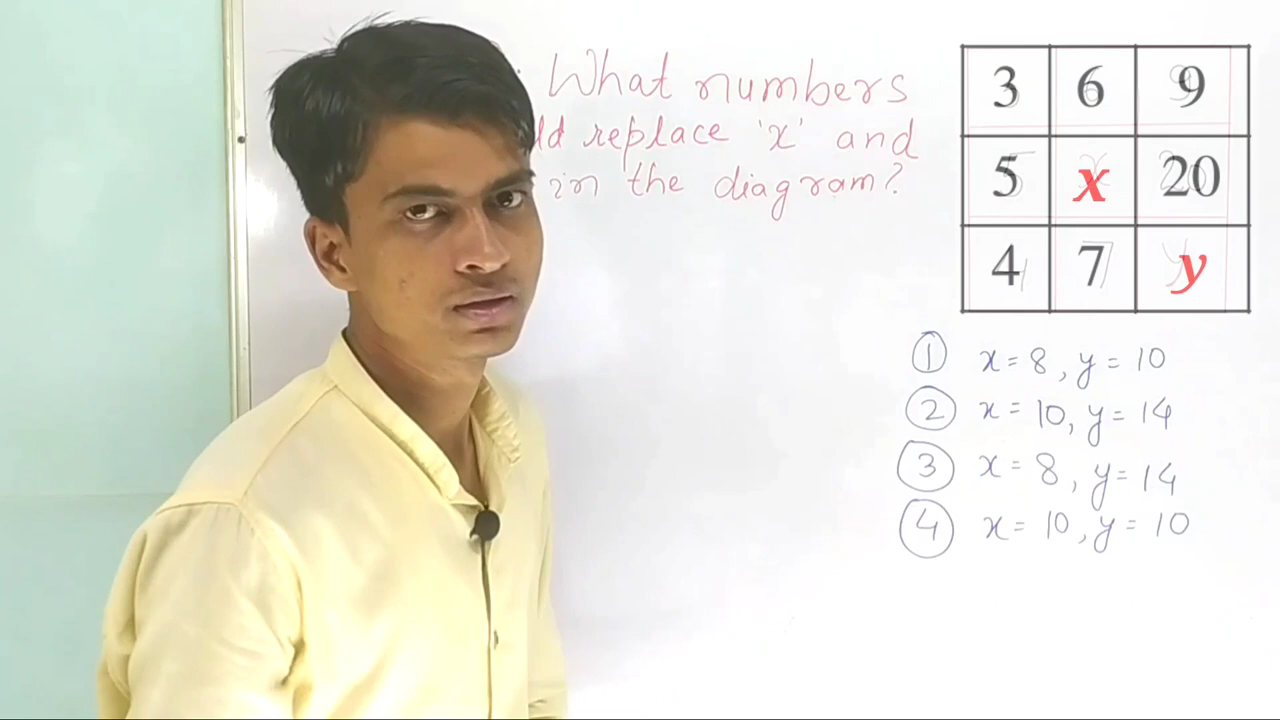 What numbers
replace 'x' and
in the diagram?
3 6 9
5 x 20
4 7 y
1 x = 8, y = 10
2 x = 10, y = 14
3 x = 8, y = 14
4 x = 10, y = 10